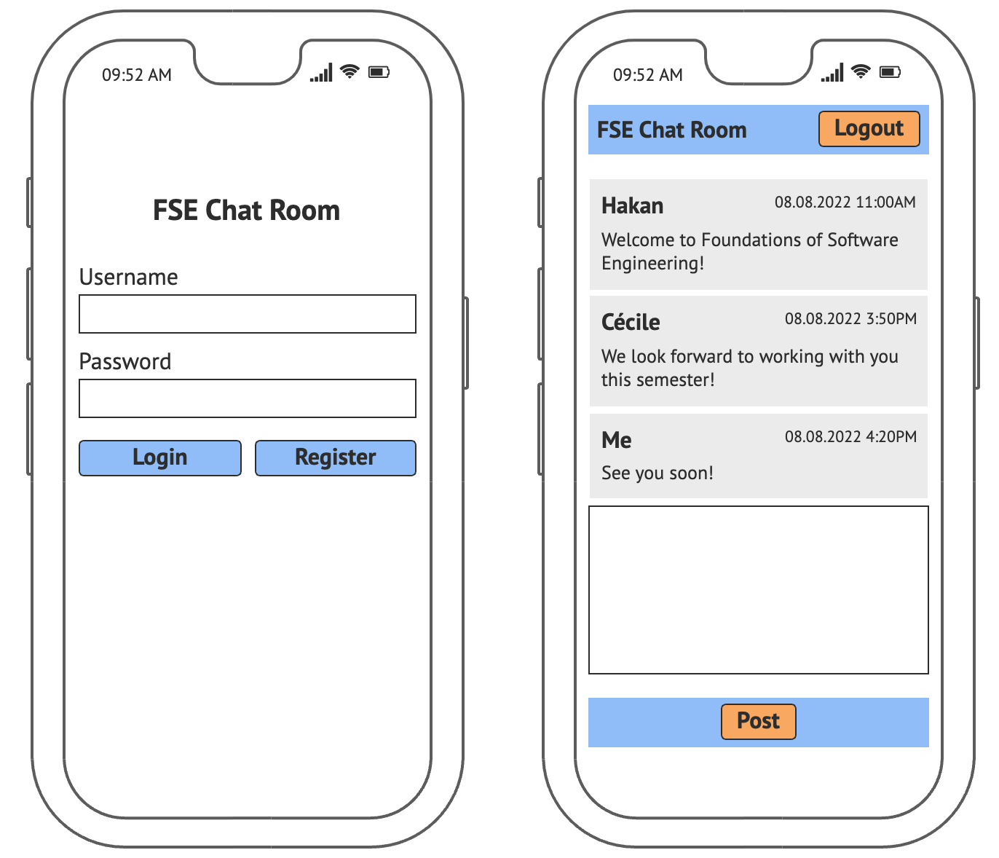 09:52 AM
FSE Chat Room
Username
Password
Login
Register
09:52 AM
FSE Chat Room
Logout
Hakan
08.08.2022 11:00AM
Welcome to Foundations of Software
Engineering!
Cécile
08.08.2022 3:50PM
We look forward to working with you
this semester!
Me
08.08.2022 4:20PM
See you soon!
Post